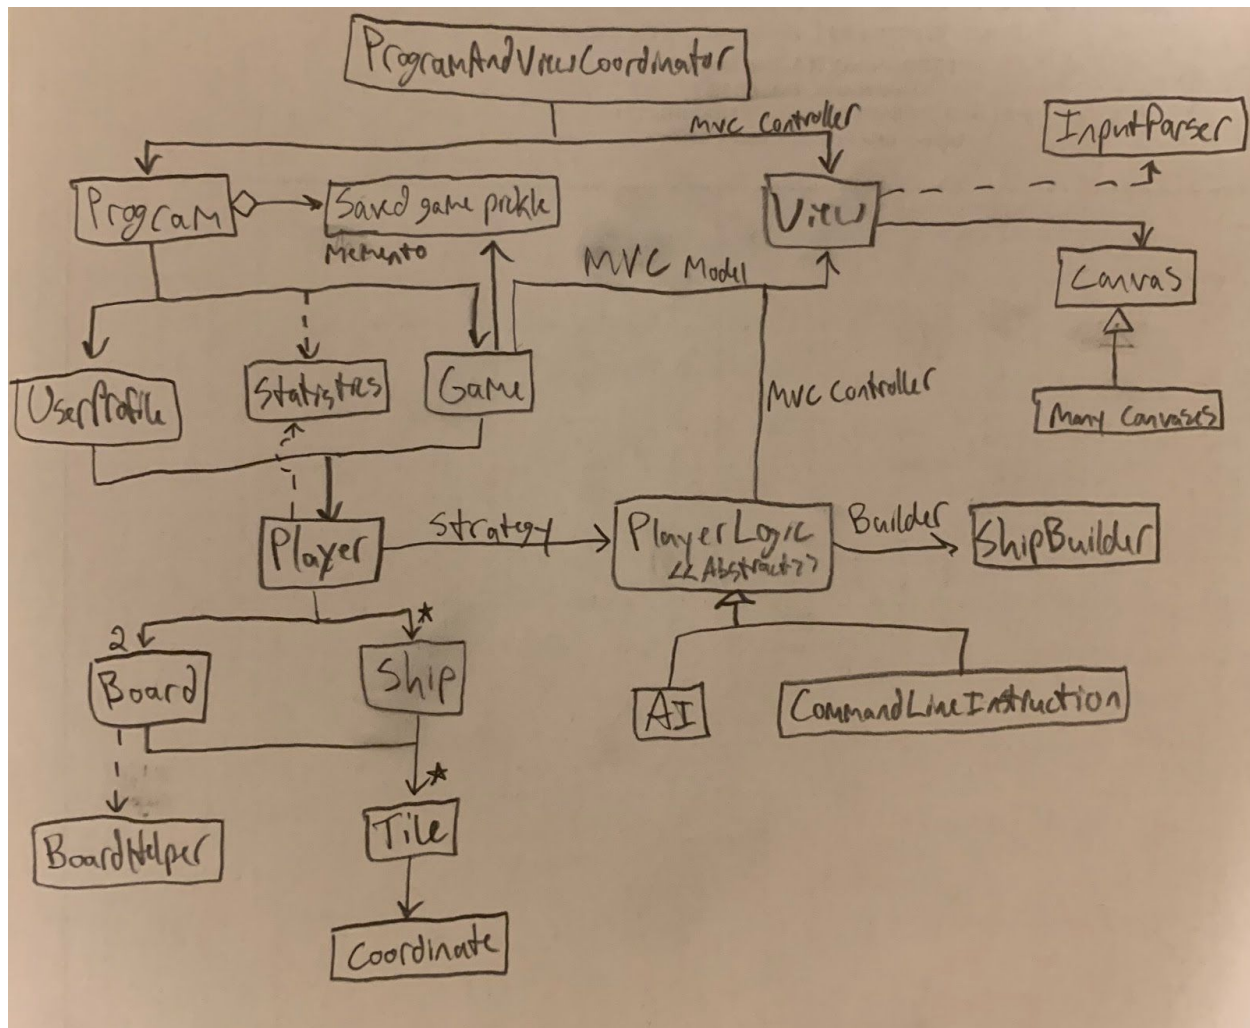 ProgramAndViewCoordinator
MVC Controller
InputParser
Program
Saved game pickle
View
Memento
MVC Model
Canvas
UserProfile
Statistics
Game
MVC Controller
Many Canvases
Player
Strategy
PlayerLogic
<<Abstract>>
Builder
ShipBuilder
2
*
Board
Ship
AI
CommandLineInstruction
*
BoardHelper
Tile
Coordinate